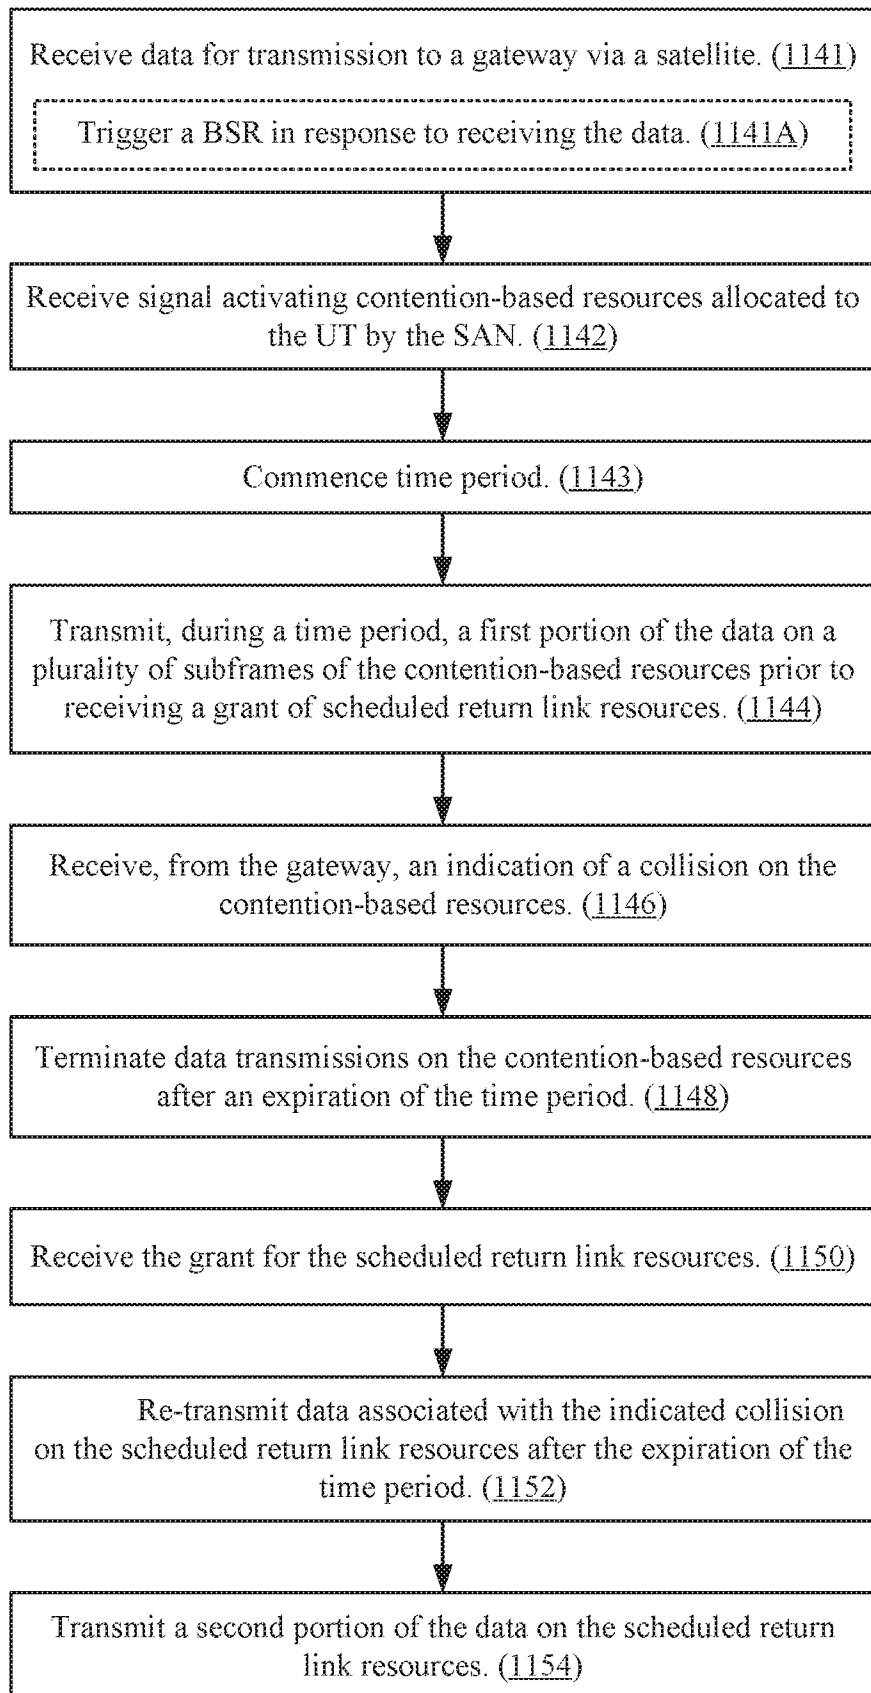 Receive data for transmission to a gateway via a satellite. (1141)
Trigger a BSR in response to receiving the data. (1141A)
Receive signal activating contention-based resources allocated to
the UT by the SAN. (1142)
Commence time period. (1143)
Transmit, during a time period, a first portion of the data on a
plurality of subframes of the contention-based resources prior to
receiving a grant of scheduled return link resources. (1144)
Receive, from the gateway, an indication of a collision on the
contention-based resources. (1146)
Terminate data transmissions on the contention-based resources
after an expiration of the time period. (1148)
Receive the grant for the scheduled return link resources. (1150)
Re-transmit data associated with the indicated collision
on the scheduled return link resources after the expiration of the
time period. (1152)
Transmit a second portion of the data on the scheduled return
link resources. (1154)